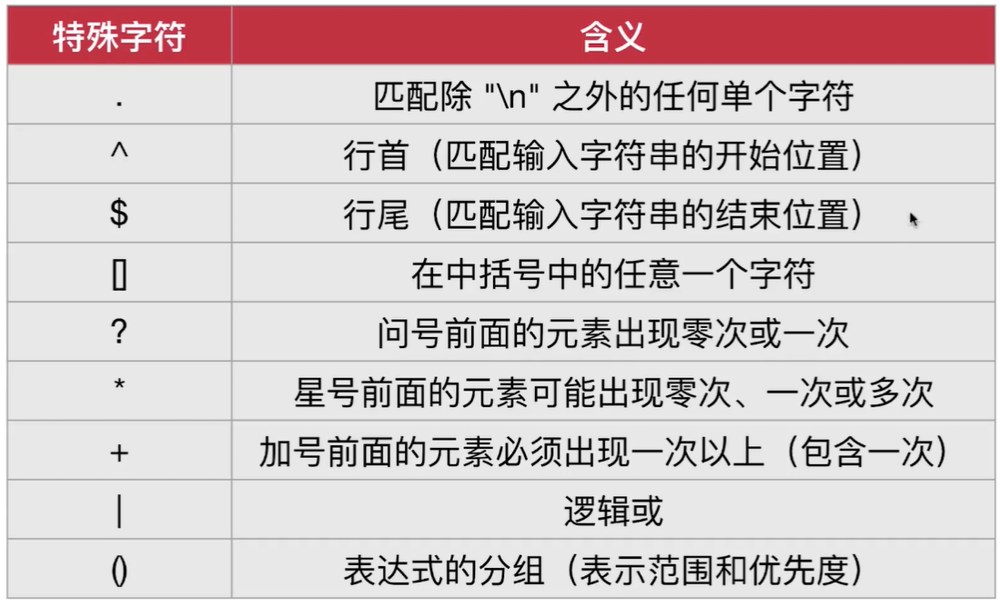 特殊字符 含义
. 匹配除 "\n" 之外的任何单个字符
^ 行首（匹配输入字符串的开始位置）
$ 行尾（匹配输入字符串的结束位置）
[] 在中括号中的任意一个字符
? 问号前面的元素出现零次或一次
* 星号前面的元素可能出现零次、一次或多次
+ 加号前面的元素必须出现一次以上（包含一次）
| 逻辑或
() 表达式的分组（表示范围和优先度）